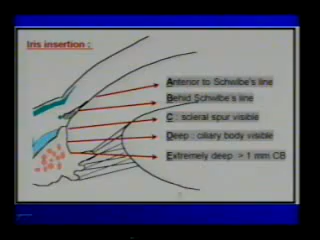 Iris insertion :
Anterior to Schwlbe's line
Behid Schwlbe's line
C : scleral spur visible
Deep : ciliary body visible
Extremely deep > 1 mm CB